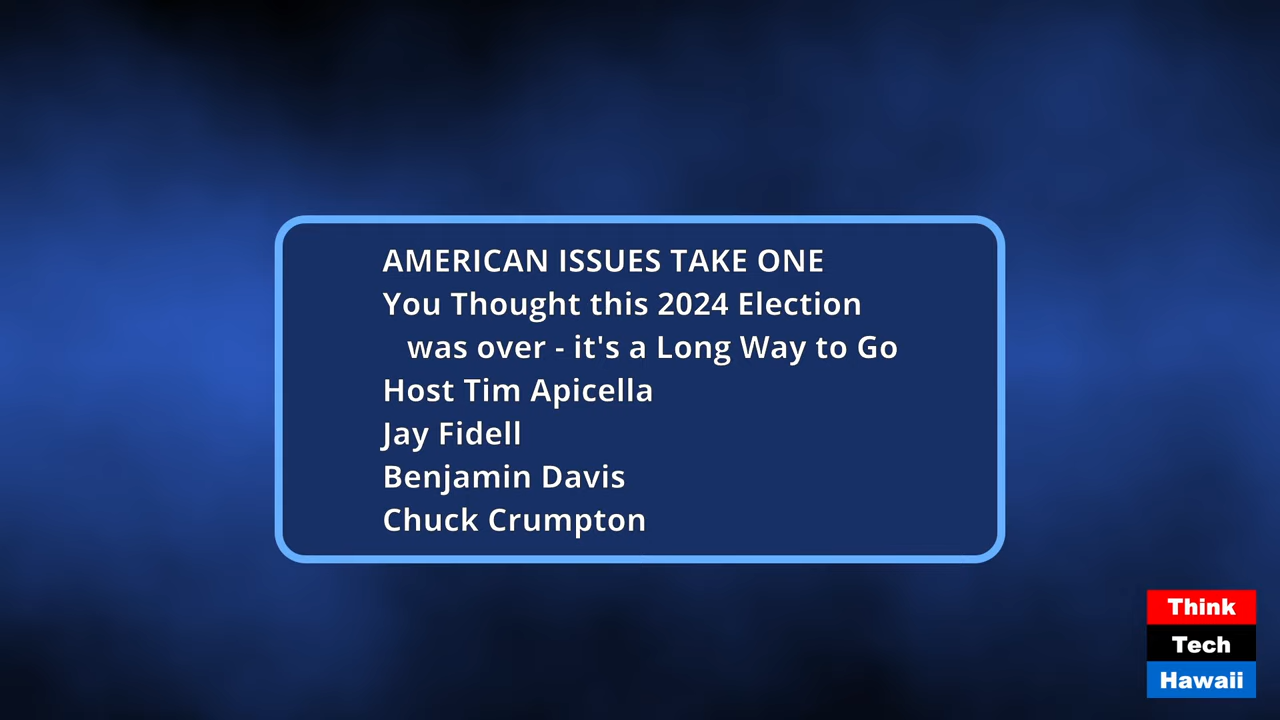 AMERICAN ISSUES TAKE ONE
You Thought this 2024 Election
was over - it's a Long Way to Go
Host Tim Apicella
Jay Fidell
Benjamin Davis
Chuck Crumpton
Think
Tech
Hawaii